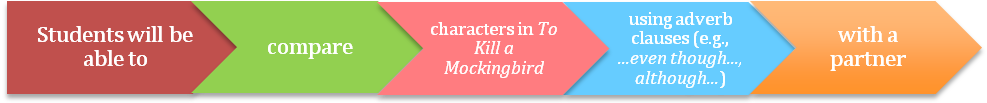 Students will be
able to
compare
characters in To
Kill a
Mockingbird
using adverb
clauses (e.g.,
...even though...,
although...)
with a
partner